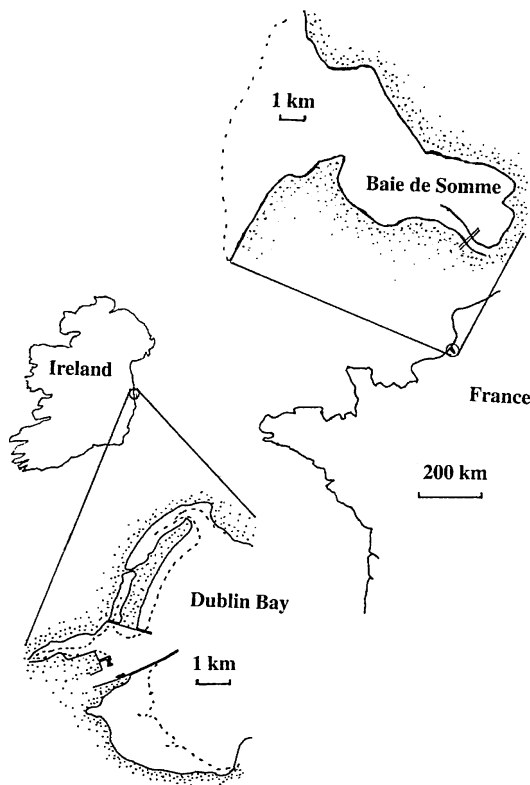 1 km
Baie de Somme
Ireland
France
200 km
Dublin Bay
1 km